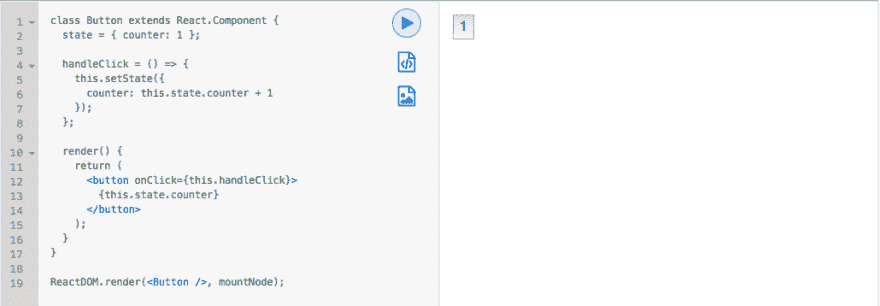 1 class Button extends React.Component {
2   state = { counter: 1 };
3
4   handleClick = () => {
5     this.setState({
6       counter: this.state.counter + 1
7     });
8   };
9
10   render() {
11     return (
12       <button onClick={this.handleClick}>
13         {this.state.counter}
14       </button>
15     );
16   }
17 }
18
19 ReactDOM.render(<Button />, mountNode);
1